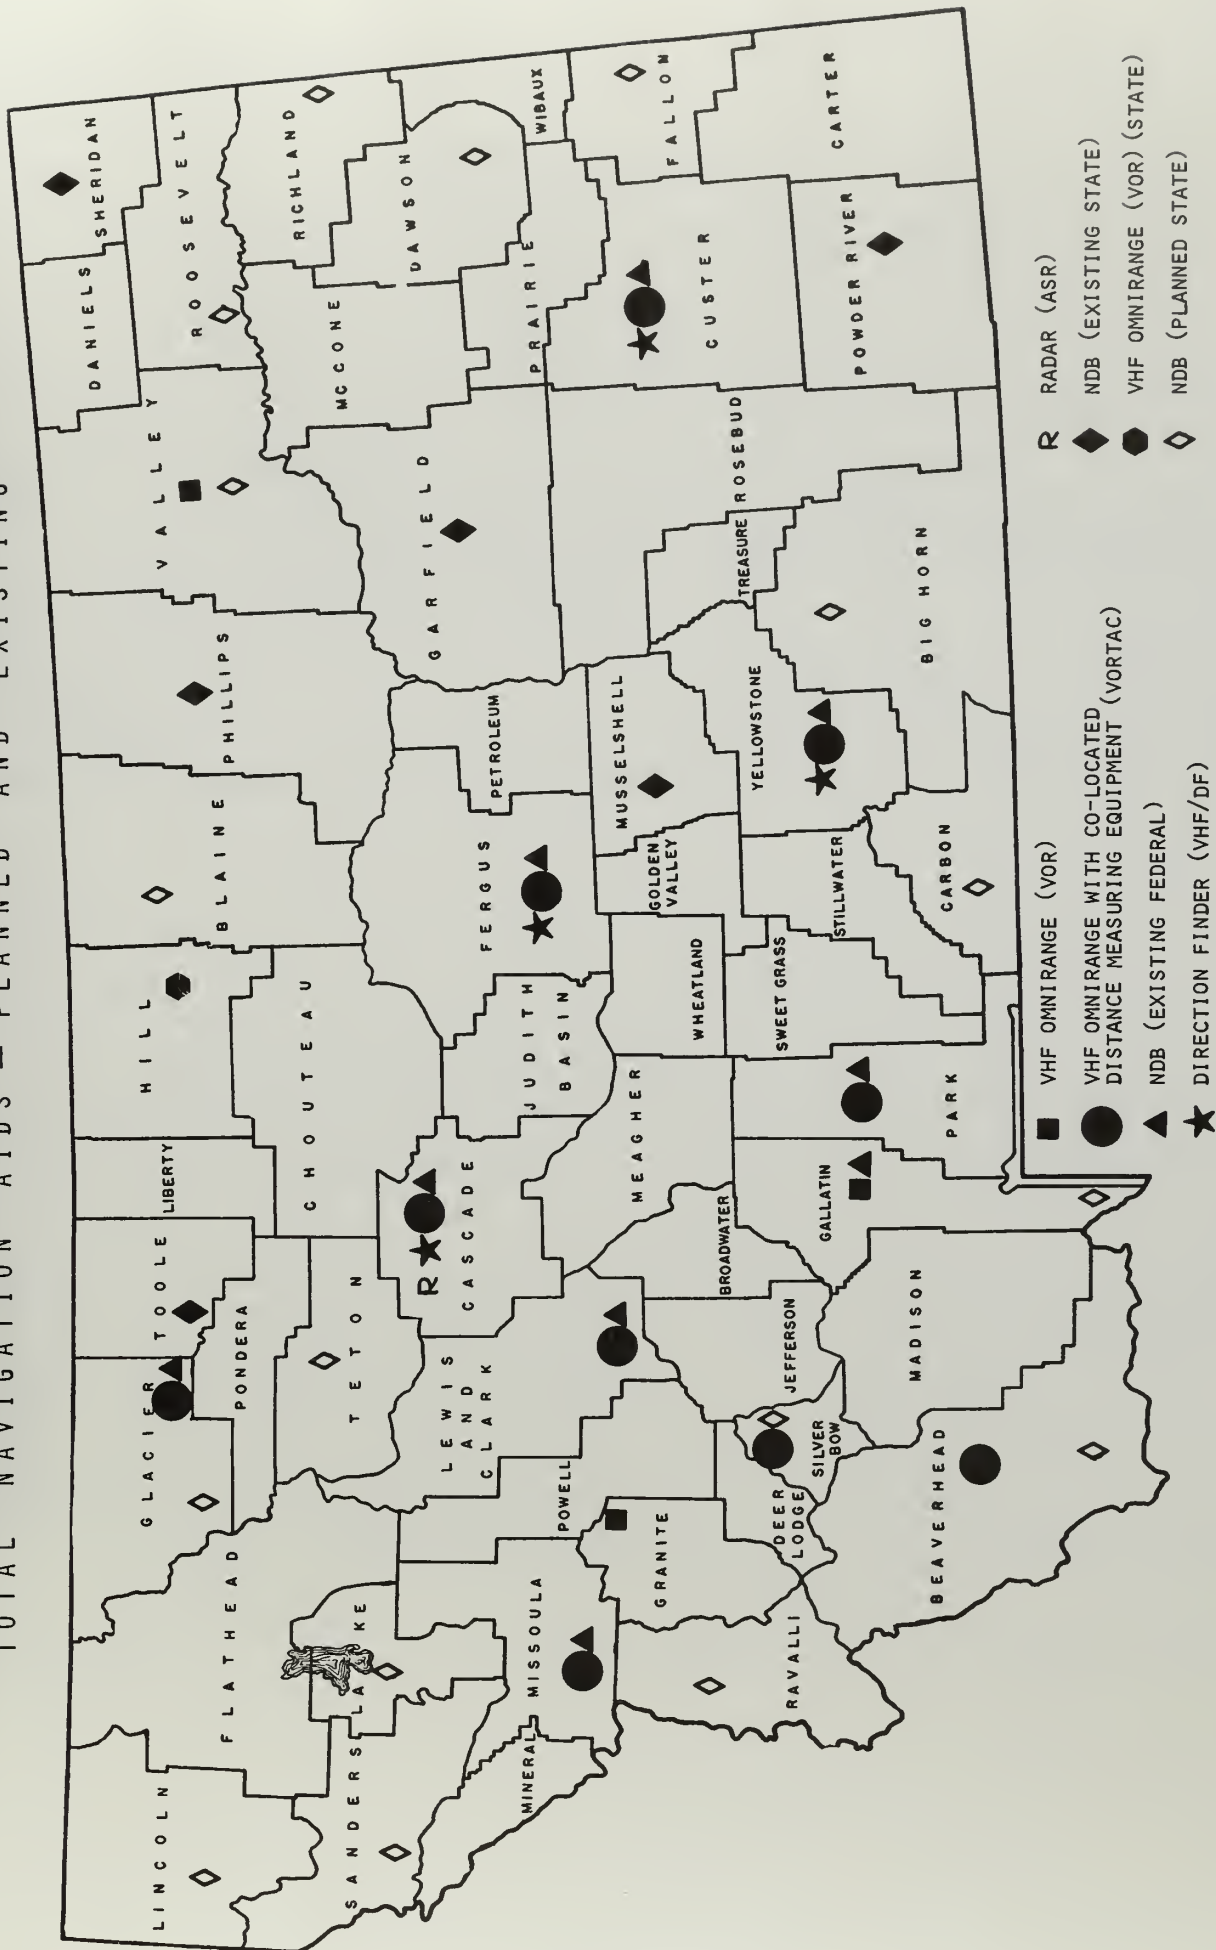 TOTAL NAVIGATION AIDS — PLANNED AND EXISTING
LINCOLN
FLATHEAD
GLACIER
TOOLE
LIBERTY
HILL
BLAINE
PHILLIPS
VALLEY
DANIELS
SHERIDAN
ROOSEVELT
PONDERA
SANDERS
LAKE
TETON
CHOUTEAU
MCCONE
RICHLAND
LEWIS
AND
CLARK
R
CASCADE
JUDITH
BASIN
FERGUS
PETROLEUM
GARFIELD
DAWSON
PRAIRIE
WIBAUX
MINERAL
MISSOULA
POWELL
MEAGHER
WHEATLAND
GOLDEN
VALLEY
MUSSELSHELL
TREASURE
ROSEBUD
CUSTER
FALLON
GRANITE
RAVALLI
DEER
LODGE
SILVER
BOW
JEFFERSON
BROADWATER
GALLATIN
PARK
SWEET GRASS
STILLWATER
YELLOWSTONE
CARBON
BIG HORN
POWDER RIVER
CARTER
BEAVERHEAD
MADISON
VHF OMNIRANGE (VOR)
VHF OMNIRANGE WITH CO-LOCATED
DISTANCE MEASURING EQUIPMENT (VORTAC)
NDB (EXISTING FEDERAL)
DIRECTION FINDER (VHF/DF)
R RADAR (ASR)
NDB (EXISTING STATE)
VHF OMNIRANGE (VOR) (STATE)
NDB (PLANNED STATE)